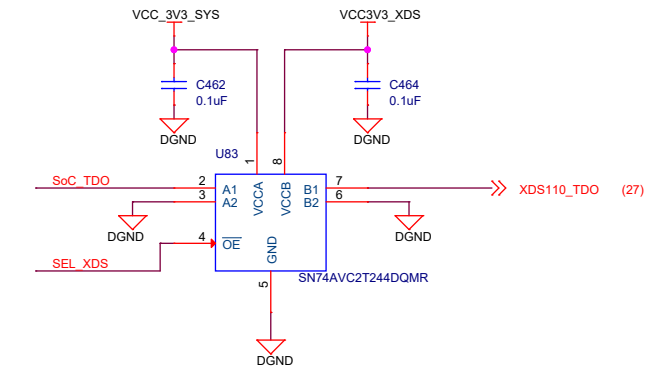 VCC_3V3_SYS
VCC3V3_XDS
C462
0.1uF
C464
0.1uF
DGND
DGND
U83
1
8
SoC_TDO
2
A1
VCCA
VCCB
B1
7
XDS110_TDO
(27)
3
A2
B2
6
DGND
DGND
4
OE
GND
SEL_XDS
5
SN74AVC2T244DQMR
DGND